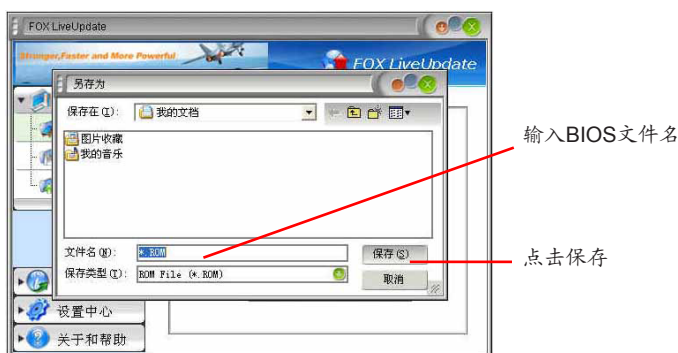 FOX LiveUpdate
Stronger,Faster and More Powerful
FOX LiveUpdate
另存为
保存在(I):
我的文档
图片收藏
我的音乐
输入BIOS文件名
文件名(N):
*.ROM
保存(S)
点击保存
保存类型(T):
ROM File (*.ROM)
取消
设置中心
关于和帮助